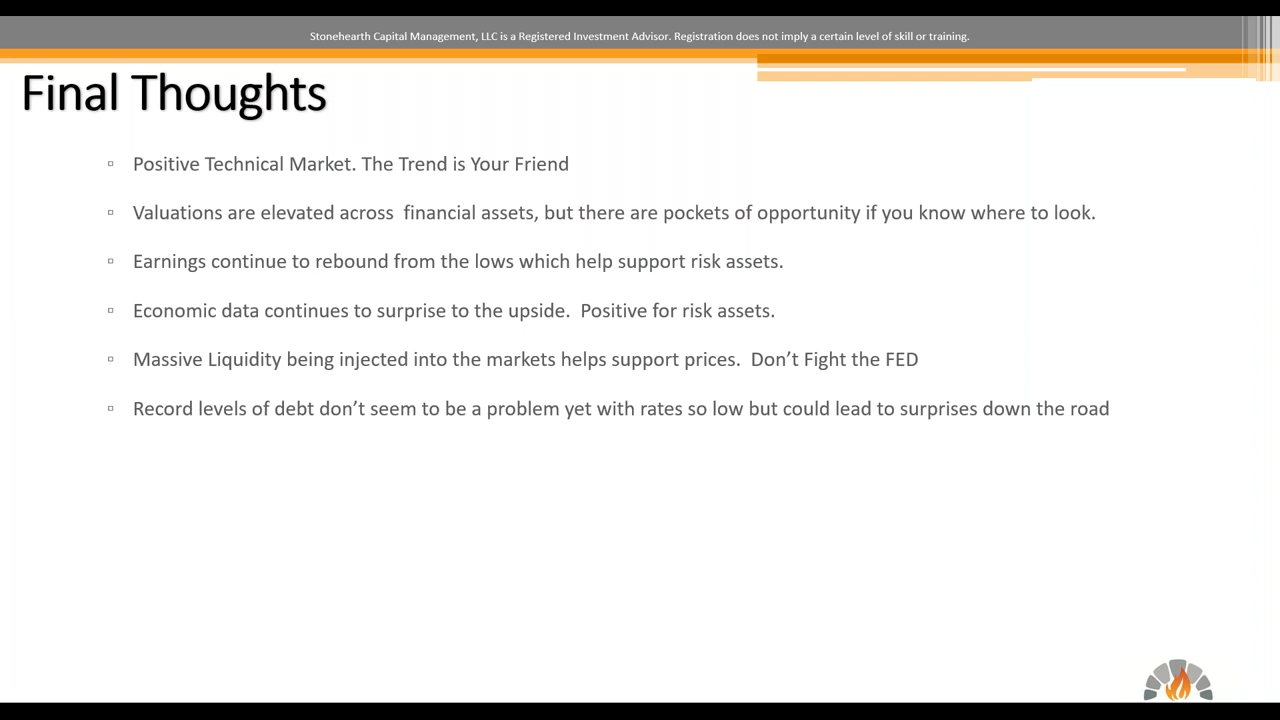 Stonehearth Capital Management, LLC is a Registered Investment Advisor. Registration does not imply a certain level of skill or training.
Final Thoughts
Positive Technical Market. The Trend is Your Friend
Valuations are elevated across  financial assets, but there are pockets of opportunity if you know where to look.
Earnings continue to rebound from the lows which help support risk assets.
Economic data continues to surprise to the upside.  Positive for risk assets.
Massive Liquidity being injected into the markets helps support prices.  Don’t Fight the FED
Record levels of debt don’t seem to be a problem yet with rates so low but could lead to surprises down the road